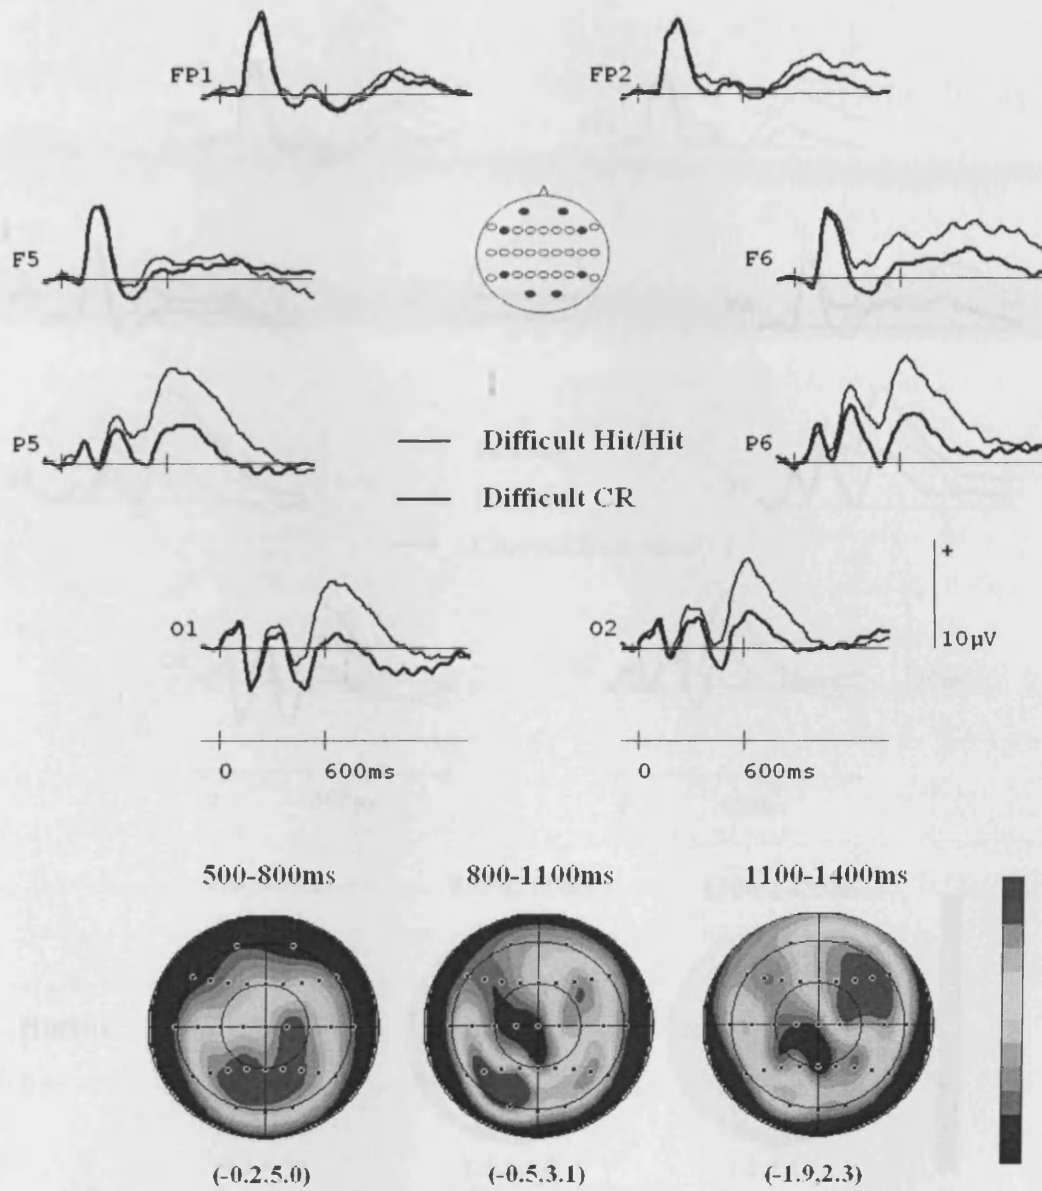 FP1
FP2
F5
F6
P5
P6
Difficult Hit/Hit
Difficult CR
+
10µV
O1
O2
0 600ms
0 600ms
500-800ms 800-1100ms 1100-1400ms
(-0.2.5.0) (-0.5.3.1) (-1.9.2.3)